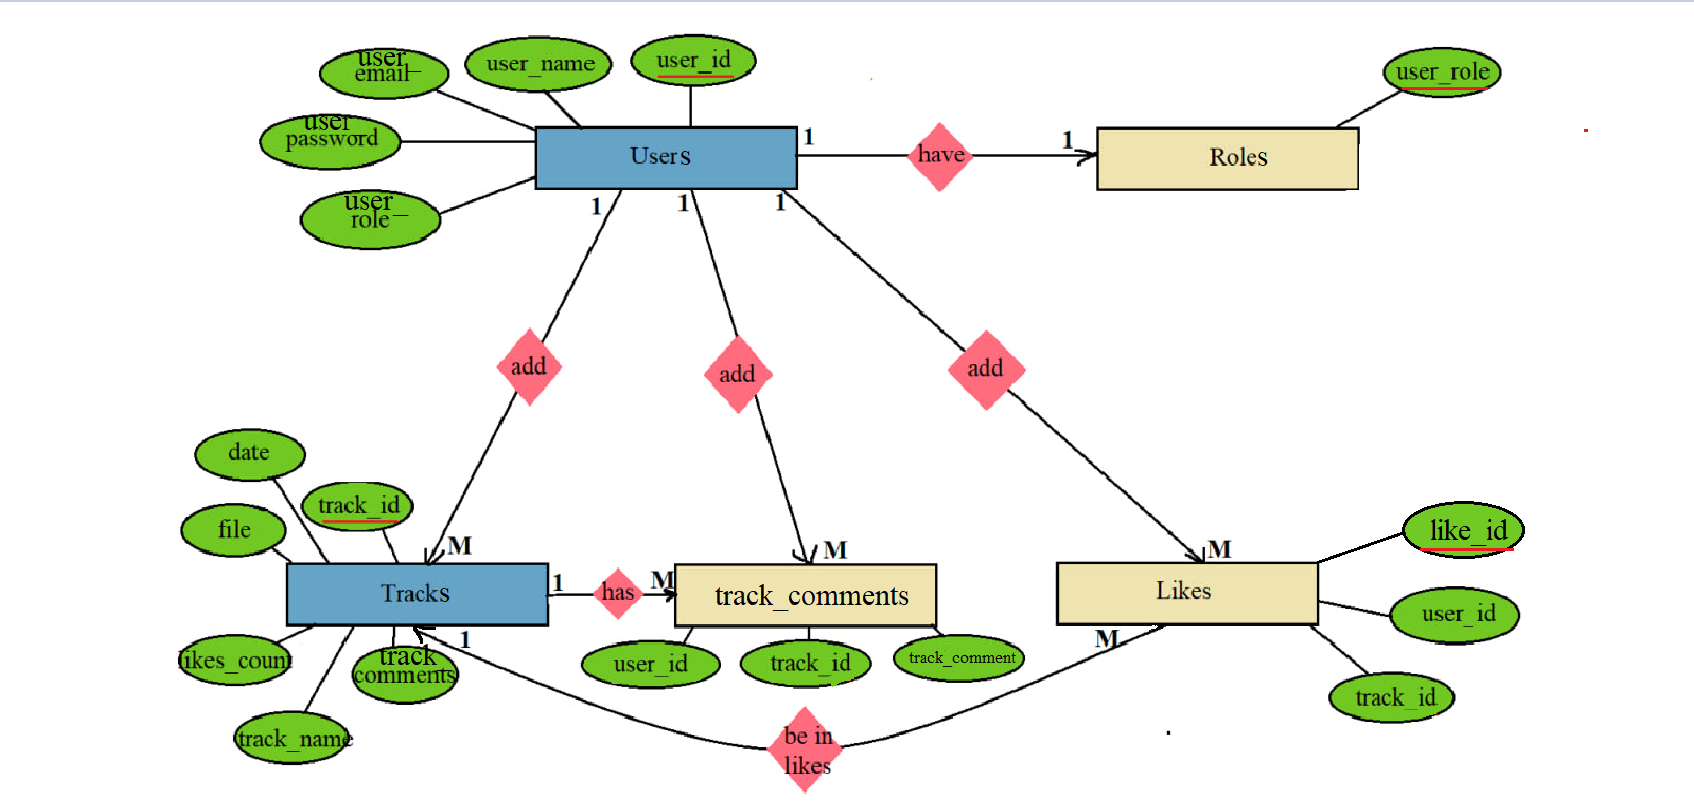 user_
email
user_name
user_id
user_role
user
password
Users
1
have
1
Roles
user_
role
1
1
1
add
add
add
date
track_id
file
like_id
M
M
M
Tracks
1
has
M
track_comments
Likes
user_id
1
M
likes_count
track
comments
user_id
track_id
track_comment
track_id
track_name
be in
likes